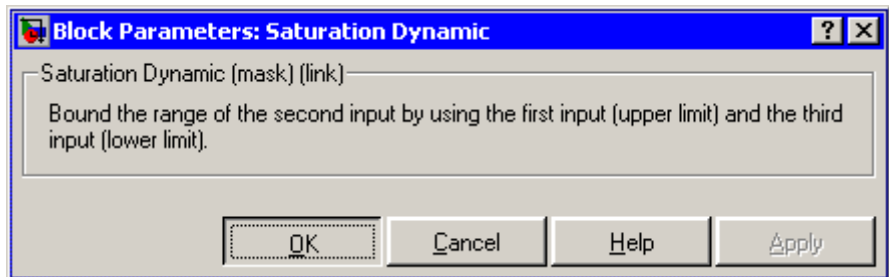 Block Parameters: Saturation Dynamic
Saturation Dynamic (mask) (link)
Bound the range of the second input by using the first input (upper limit) and the third
input (lower limit).
OK Cancel Help Apply